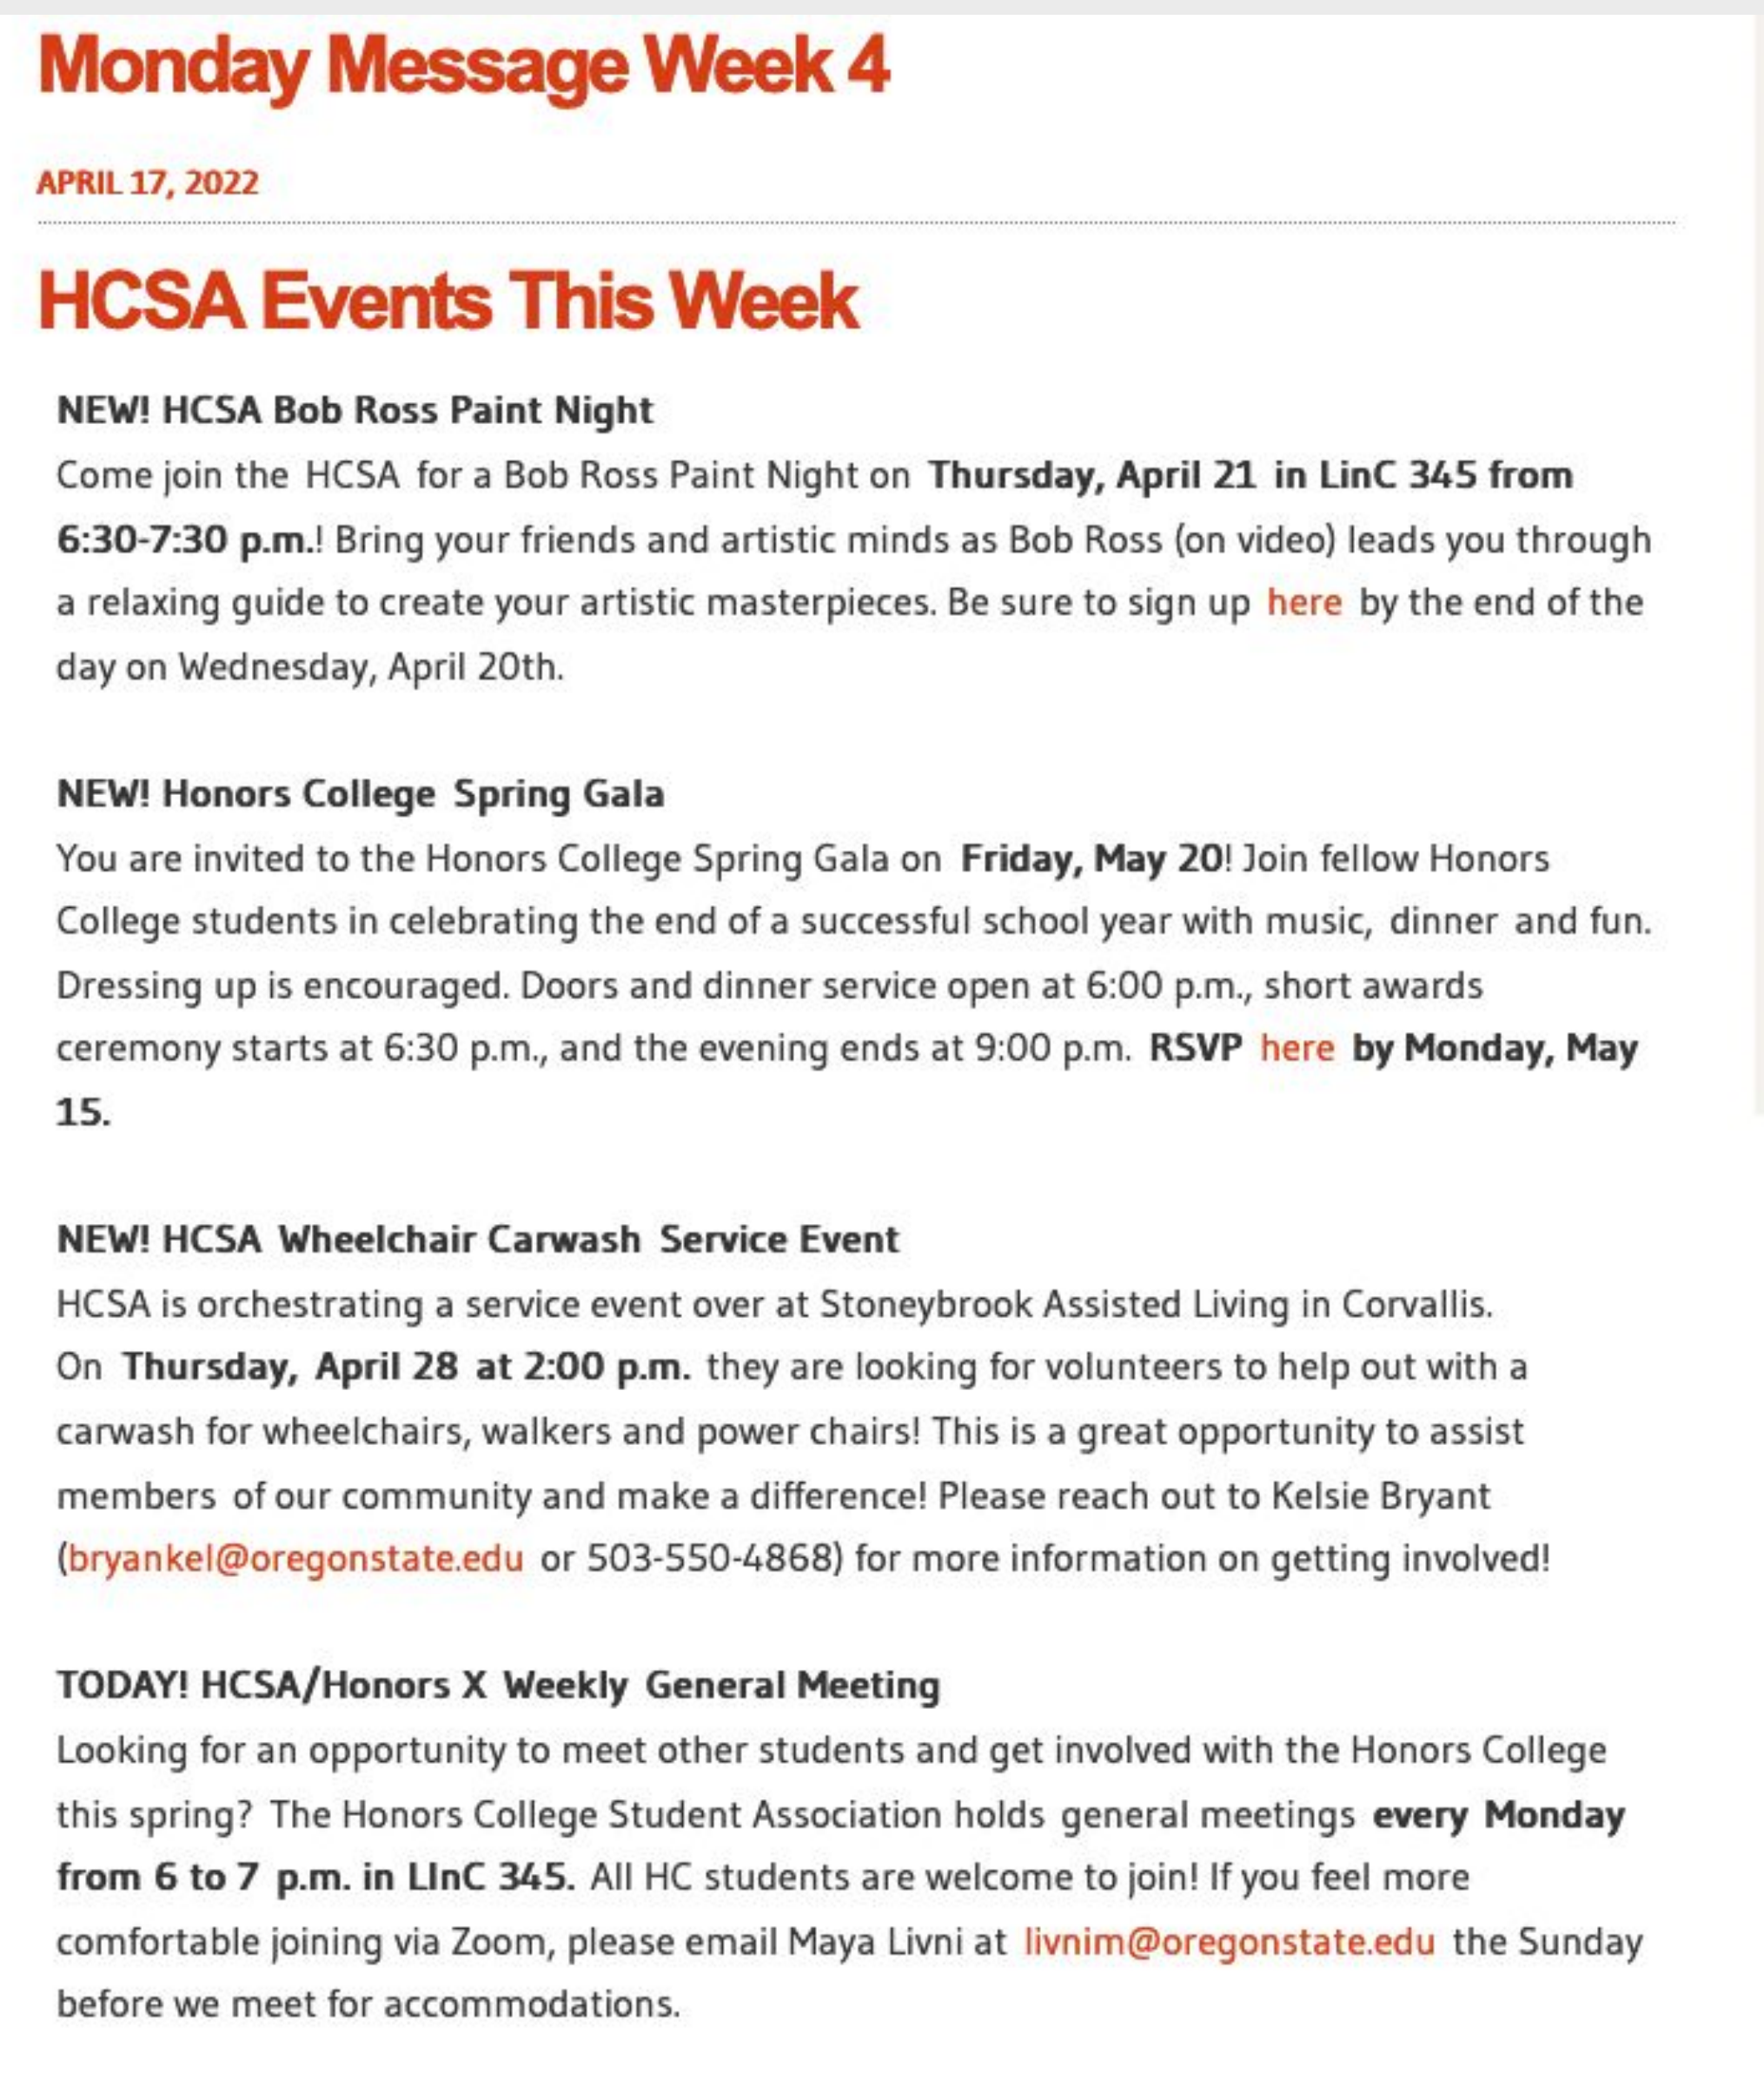 Monday Message Week 4
APRIL 17, 2022
HCSA Events This Week
NEW! HCSA Bob Ross Paint Night
Come join the HCSA for a Bob Ross Paint Night on Thursday, April 21 in LinC 345 from
6:30-7:30 p.m.! Bring your friends and artistic minds as Bob Ross (on video) leads you through
a relaxing guide to create your artistic masterpieces. Be sure to sign up here by the end of the
day on Wednesday, April 20th.
NEW! Honors College Spring Gala
You are invited to the Honors College Spring Gala on Friday, May 20! Join fellow Honors
College students in celebrating the end of a successful school year with music, dinner and fun.
Dressing up is encouraged. Doors and dinner service open at 6:00 p.m., short awards
ceremony starts at 6:30 p.m., and the evening ends at 9:00 p.m. RSVP here by Monday, May
15.
NEW! HCSA Wheelchair Carwash Service Event
HCSA is orchestrating a service event over at Stoneybrook Assisted Living in Corvallis.
On Thursday, April 28 at 2:00 p.m. they are looking for volunteers to help out with a
carwash for wheelchairs, walkers and power chairs! This is a great opportunity to assist
members of our community and make a difference! Please reach out to Kelsie Bryant
(bryankel@oregonstate.edu or 503-550-4868) for more information on getting involved!
TODAY! HCSA/Honors X Weekly General Meeting
Looking for an opportunity to meet other students and get involved with the Honors College
this spring? The Honors College Student Association holds general meetings every Monday
from 6 to 7 p.m. in LInC 345. All HC students are welcome to join! If you feel more
comfortable joining via Zoom, please email Maya Livni at livnim@oregonstate.edu the Sunday
before we meet for accommodations.